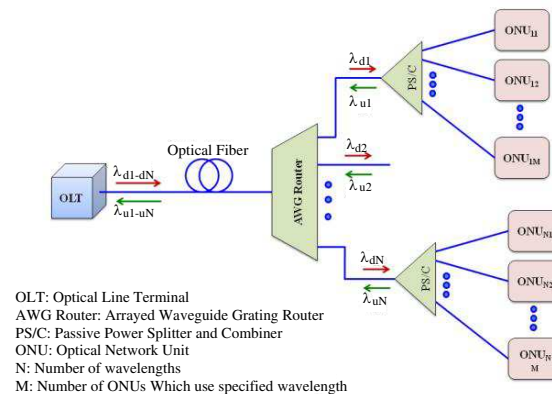 λd1
λu1
PS/C
ONU11
ONU12
ONU1M
Optical Fiber
λd1-dN
λu1-uN
OLT
AWG Router
λd2
λu2
λdN
λuN
PS/C
ONUN1
ONUN2
ONUN
M
OLT: Optical Line Terminal
AWG Router: Arrayed Waveguide Grating Router
PS/C: Passive Power Splitter and Combiner
ONU: Optical Network Unit
N: Number of wavelengths
M: Number of ONUs Which use specified wavelength